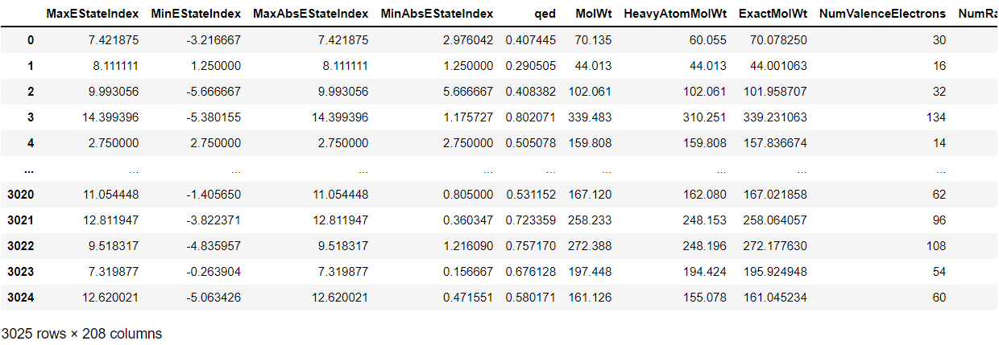 MaxEStateIndex MinEStateIndex MaxAbsEStateIndex MinAbsEStateIndex qed MolWt HeavyAtomMolWt ExactMolWt NumValenceElectrons NumRa
0 7.421875 -3.216667 7.421875 2.976042 0.407445 70.135 60.055 70.078250 30
1 8.111111 1.250000 8.111111 1.250000 0.290505 44.013 44.013 44.001063 16
2 9.993056 -5.666667 9.993056 5.666667 0.408382 102.061 102.061 101.958707 32
3 14.399396 -5.380155 14.399396 1.175727 0.802071 339.483 310.251 339.231063 134
4 2.750000 2.750000 2.750000 2.750000 0.505078 159.808 159.808 157.836674 14
... ... ... ... ... ... ... ... ... ...
3020 11.054448 -1.405650 11.054448 0.805000 0.531152 167.120 162.080 167.021858 62
3021 12.811947 -3.822371 12.811947 0.360347 0.723359 258.233 248.153 258.064057 96
3022 9.518317 -4.835957 9.518317 1.216090 0.757170 272.388 248.196 272.177630 108
3023 7.319877 -0.263904 7.319877 0.156667 0.676128 197.448 194.424 195.924948 54
3024 12.620021 -5.063426 12.620021 0.471551 0.580171 161.126 155.078 161.045234 60
3025 rows × 208 columns